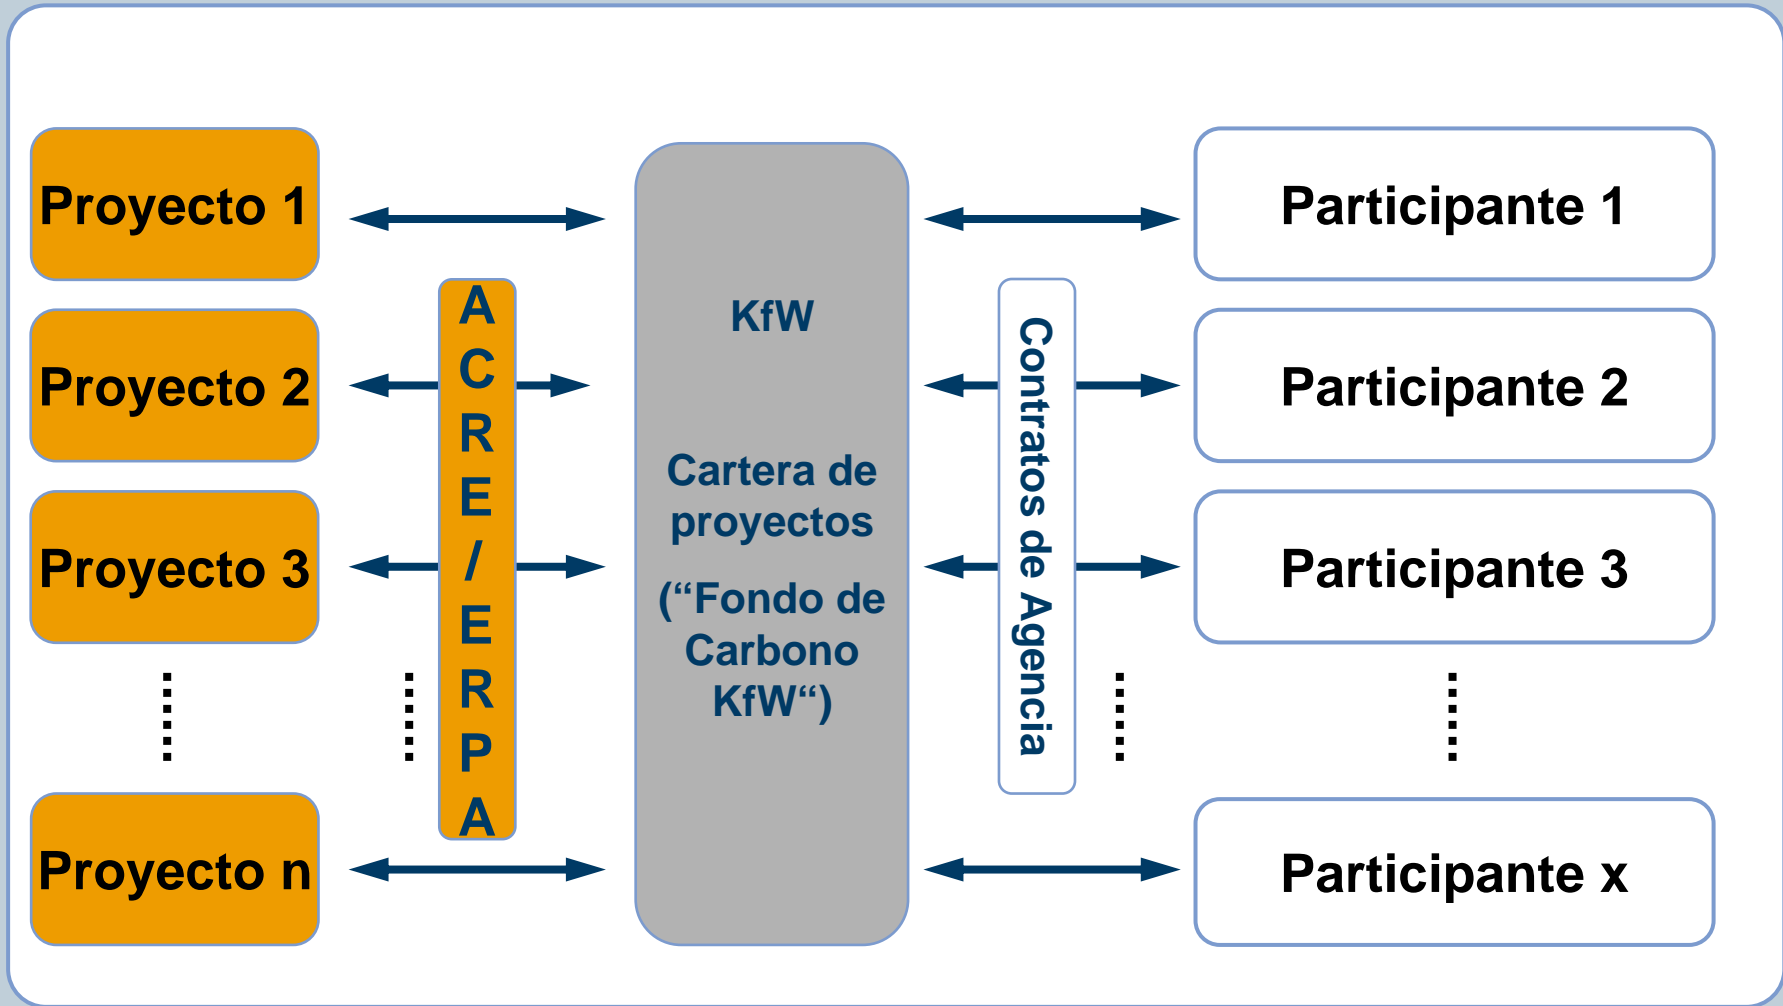 Proyecto 1
Proyecto 2
Proyecto 3
Proyecto n
ACRE/ERPA
KfW
Cartera de
proyectos
(“Fondo de
Carbono
KfW“)
Contratos de Agencia
Participante 1
Participante 2
Participante 3
Participante x